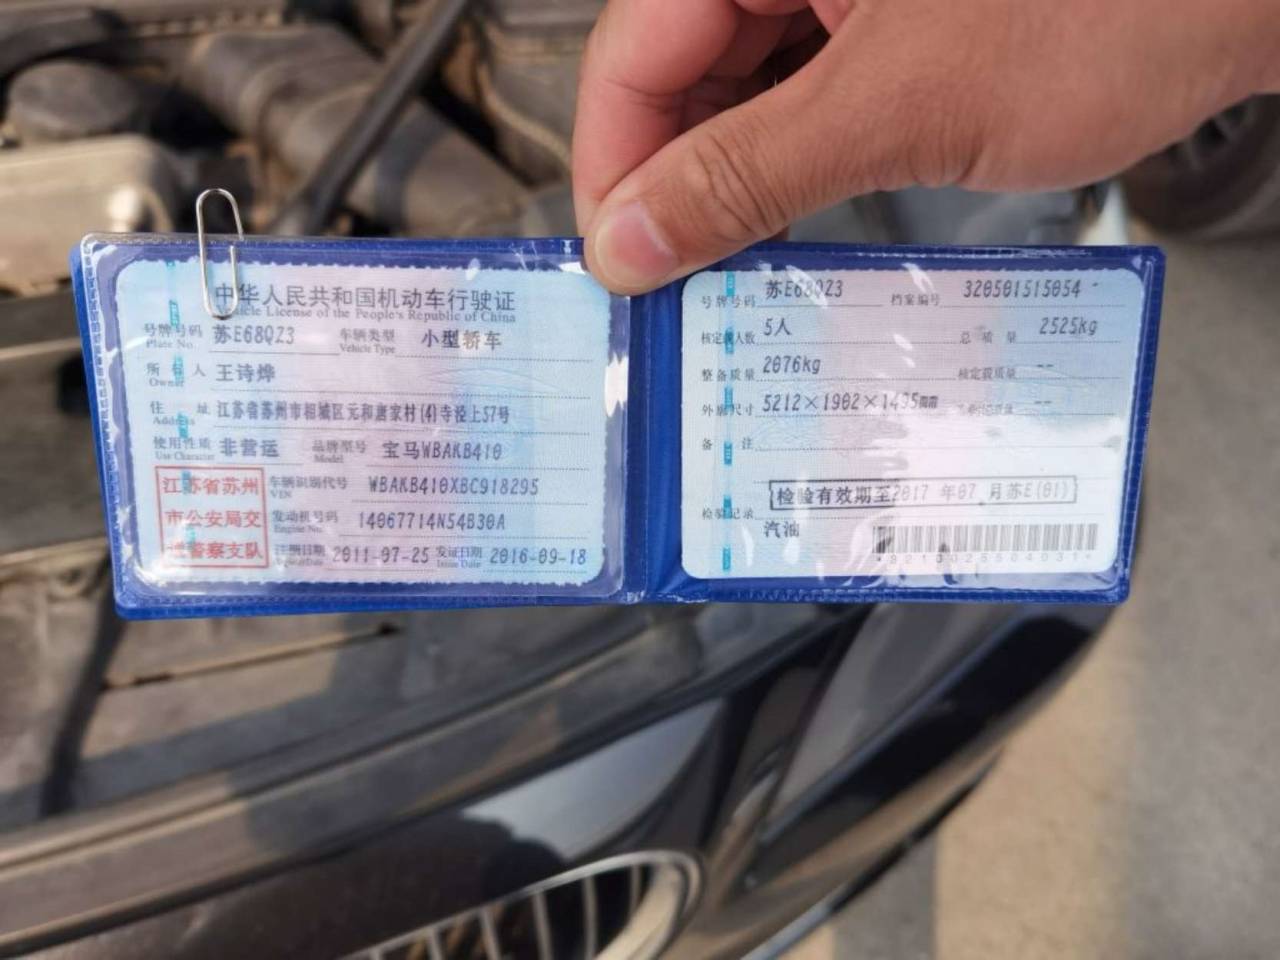 中华人民共和国机动车行驶证
Vehicle License of the People's Republic of China
号牌号码 苏E68QZ3 车辆类型 小型轿车
Plate No. Vehicle Type
所有人 王诗烨
Owner
住址 江苏省苏州市相城区元和唐家村(4)寺泾上57号
Address
使用性质 非营运 品牌型号 宝马WBAKB410
Use Character Model
江苏省苏州
市公安局交
通警察支队
车辆识别代号 WBAKB410XBC918295
VIN
发动机号码 14067714N54B30A
Engine No.
注册日期 2011-07-25 发证日期 2016-09-18
Register Date Issue Date
号牌号码 苏E68QZ3 档案编号 320501515054
核定载人数 5人 总质量 2525kg
整备质量 2076kg 核定载质量 --
外廓尺寸 5212×1902×1495mm --
备注
检验有效期至2017年07月苏E(01)
检验记录
汽油